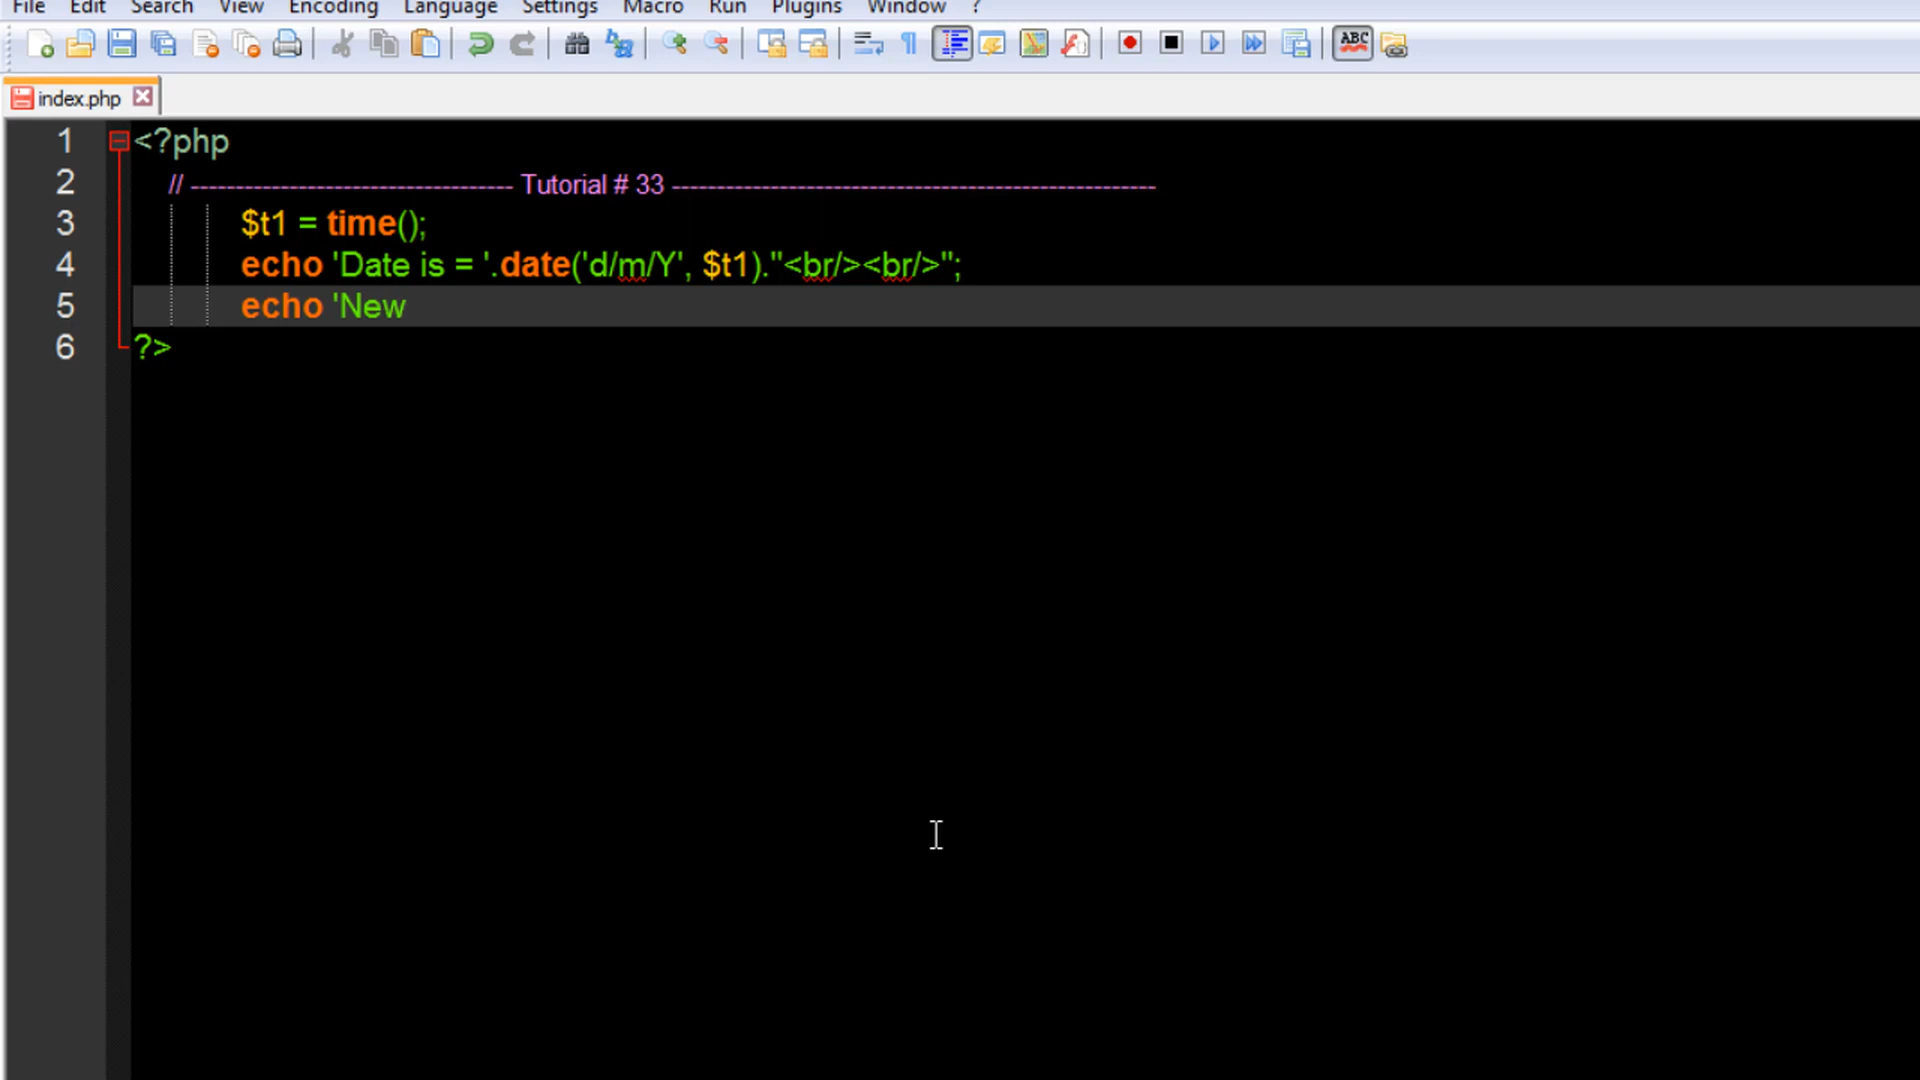 File Edit Search View Encoding Language Settings Macro Run Plugins Window ?
ABC
index.php
1 <?php
2 // ----------------------------------- Tutorial # 33 -----------------------------------------------------
3 $t1 = time();
4 echo 'Date is = '.date('d/m/Y', $t1)."<br/><br/>";
5 echo 'New
6 ?>